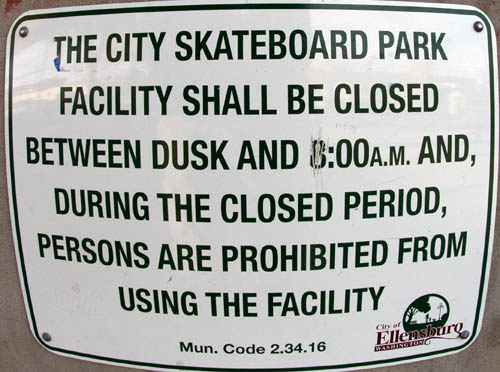 THE CITY SKATEBOARD PARK
FACILITY SHALL BE CLOSED
BETWEEN DUSK AND 8:00A.M. AND,
DURING THE CLOSED PERIOD,
PERSONS ARE PROHIBITED FROM
USING THE FACILITY
Mun. Code 2.34.16
City of
Ellensburg
WASHINGTON